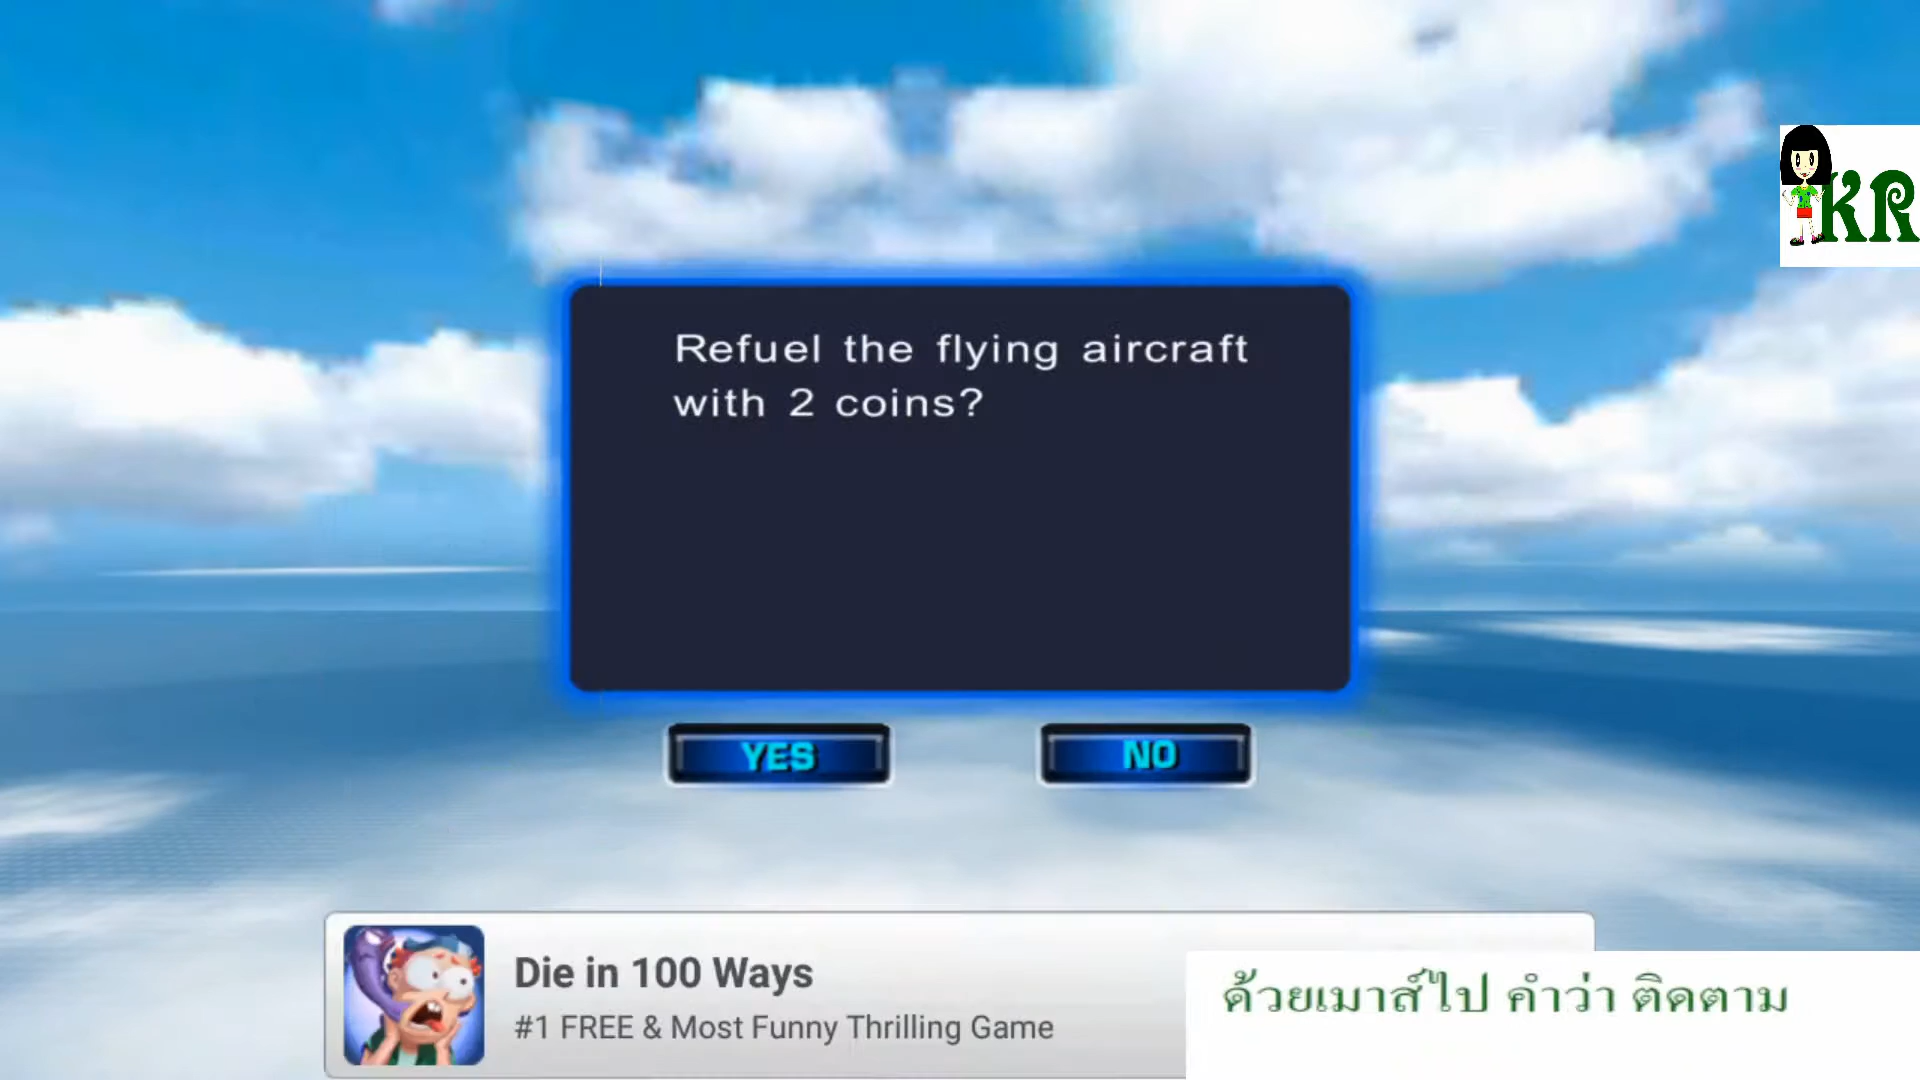 KR
Refuel the flying aircraft
with 2 coins?
YES
NO
Die in 100 Ways
#1 FREE & Most Funny Thrilling Game
ด้วยเมาส์ไป คำว่า ติดตาม